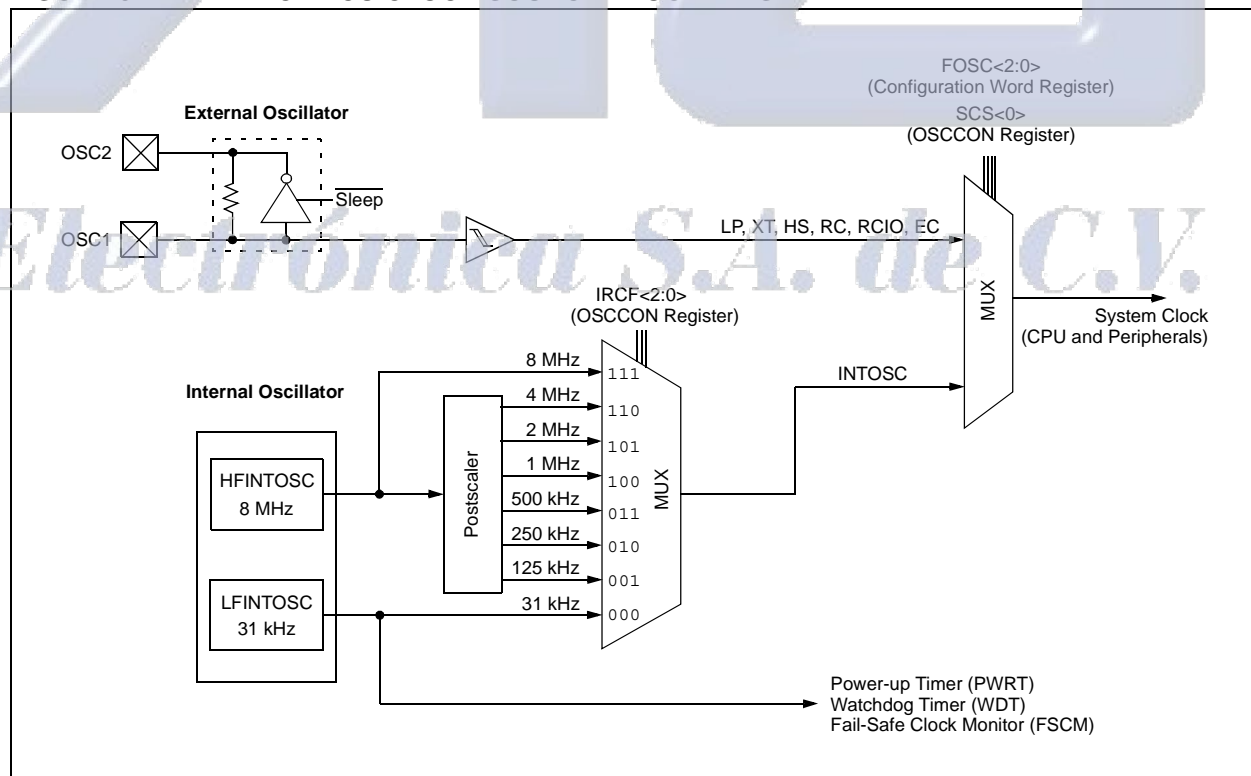 FOSC<2:0>
(Configuration Word Register)
SCS<0>
(OSCCON Register)
External Oscillator
OSC2
Sleep
OSC1
LP, XT, HS, RC, RCIO, EC
Electrónica S.A. de C.V.
IRCF<2:0>
(OSCCON Register)
MUX
System Clock
(CPU and Peripherals)
8 MHz
111
INTOSC
Internal Oscillator
4 MHz
110
2 MHz
101
HFINTOSC
8 MHz
Postscaler
1 MHz
100
MUX
500 kHz
011
250 kHz
010
125 kHz
001
LFINTOSC
31 kHz
31 kHz
000
Power-up Timer (PWRT)
Watchdog Timer (WDT)
Fail-Safe Clock Monitor (FSCM)